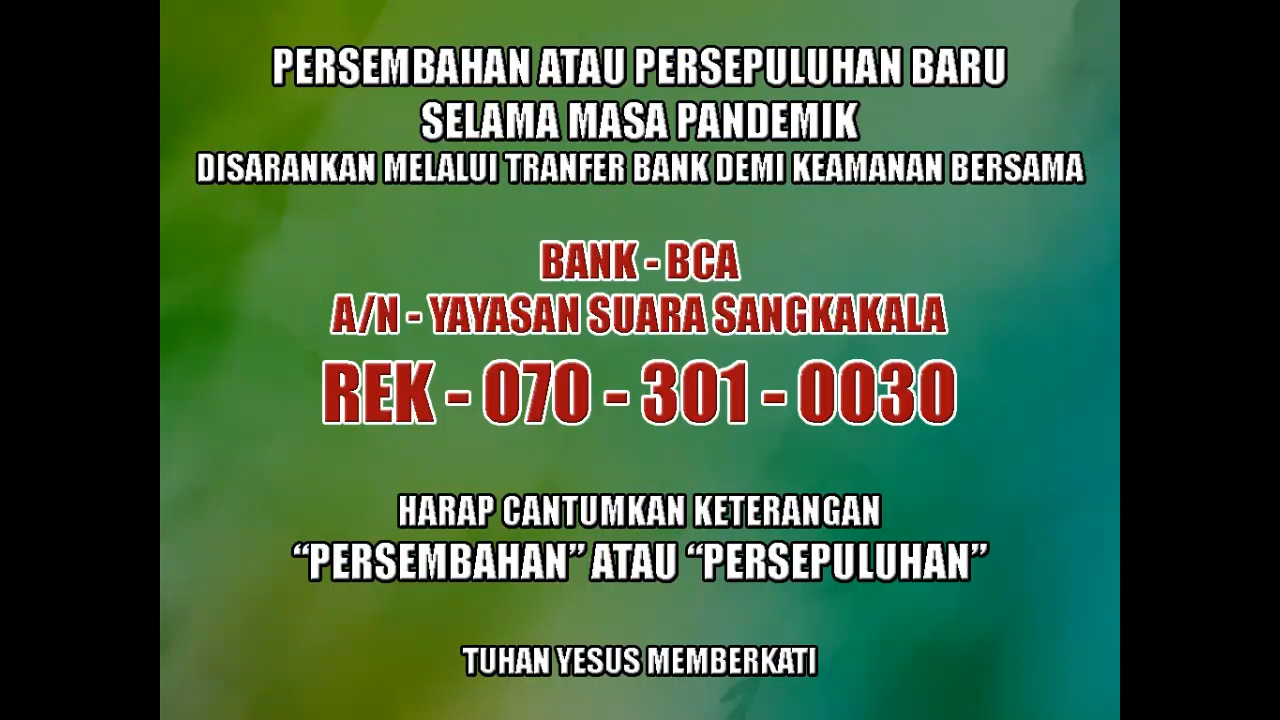 PERSEMBAHAN ATAU PERSEPULUHAN BARU
SELAMA MASA PANDEMIK
DISARANKAN MELALUI TRANFER BANK DEMI KEAMANAN BERSAMA
BANK - BCA
A/N - YAYASAN SUARA SANGKAKALA
REK - 070 - 301 - 0030
HARAP CANTUMKAN KETERANGAN
“PERSEMBAHAN” ATAU “PERSEPULUHAN”
TUHAN YESUS MEMBERKATI